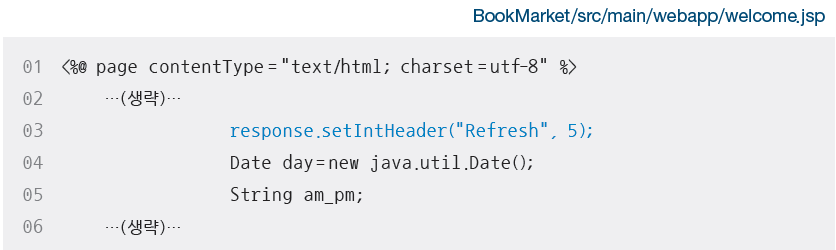 BookMarket/src/main/webapp/welcome.jsp
01 <%@ page contentType="text/html; charset=utf-8" %>
02 …(생략)…
03 response.setIntHeader("Refresh", 5);
04 Date day=new java.util.Date();
05 String am_pm;
06 …(생략)…